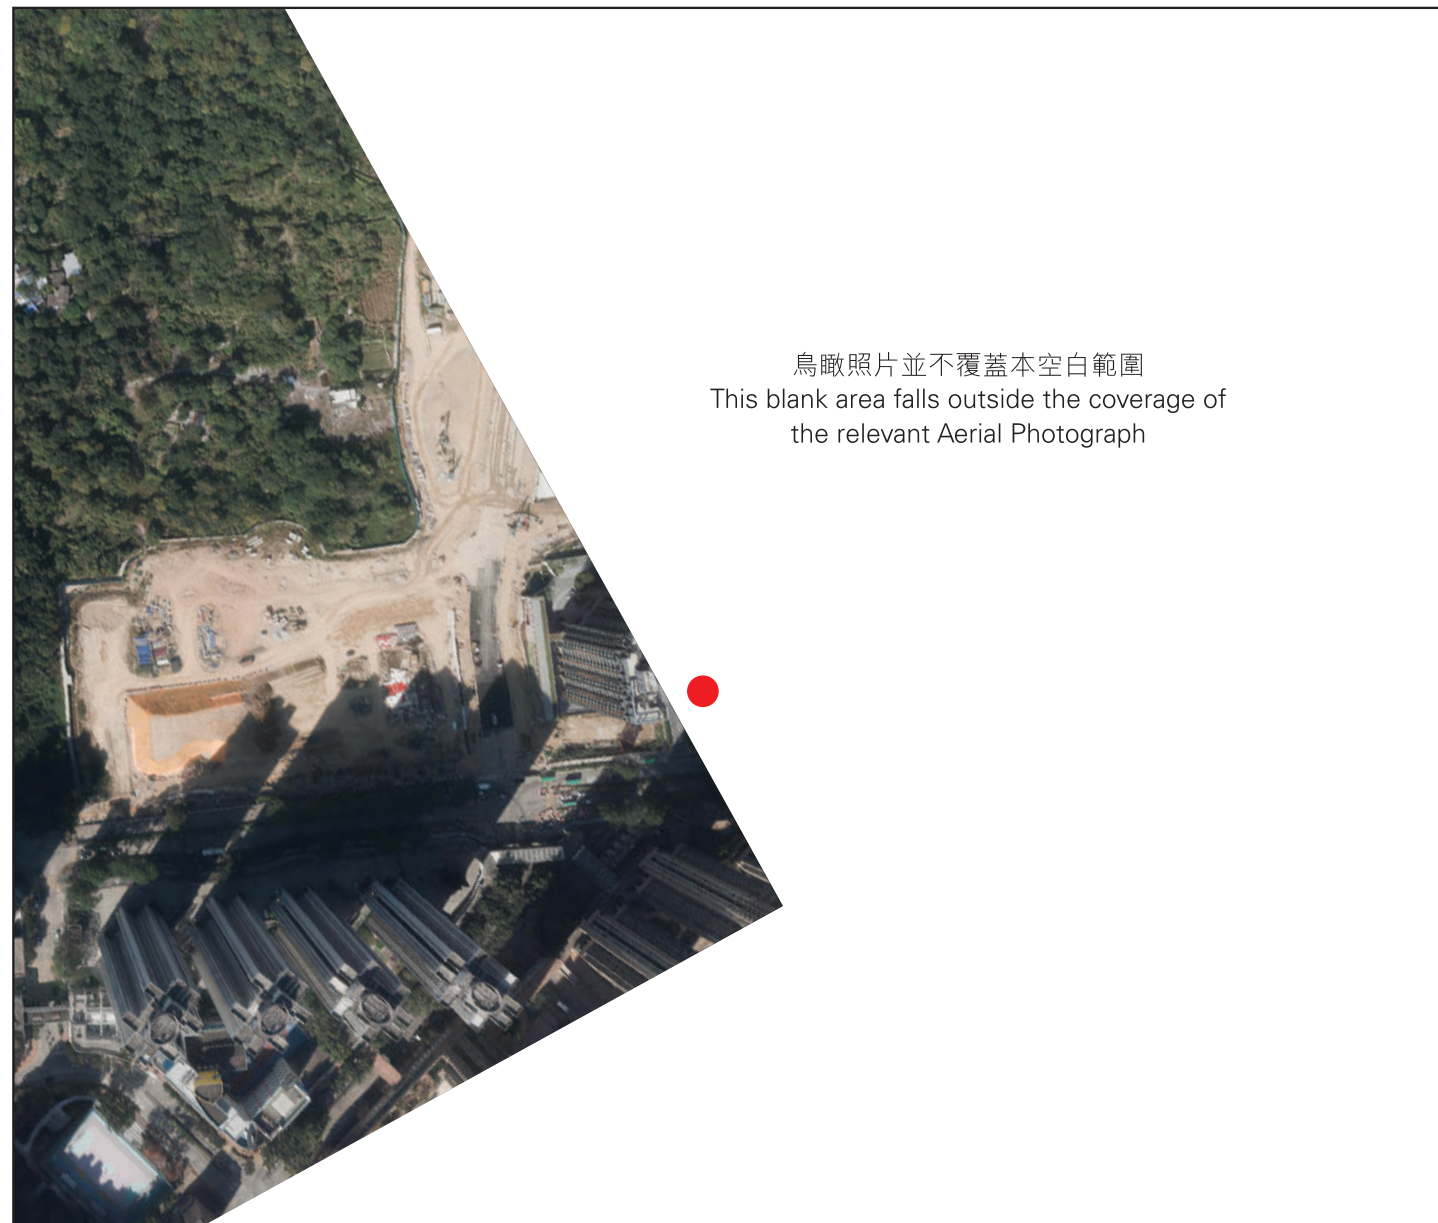 鳥瞰照片並不覆蓋本空白範圍
This blank area falls outside the coverage of
the relevant Aerial Photograph